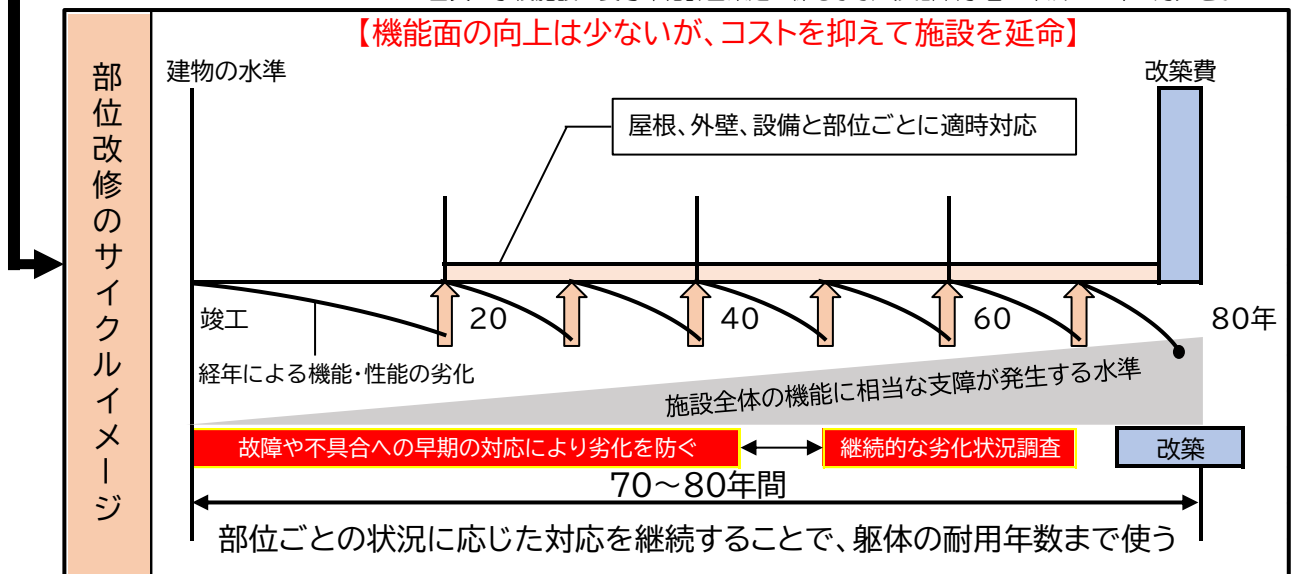 【機能面の向上は少ないが、コストを抑えて施設を延命】
部位改修のサイクルイメージ
建物の水準
改築費
屋根、外壁、設備と部位ごとに適時対応
竣工
20
40
60
80年
経年による機能・性能の劣化
施設全体の機能に相当な支障が発生する水準
故障や不具合への早期の対応により劣化を防ぐ
継続的な劣化状況調査
改築
70～80年間
部位ごとの状況に応じた対応を継続することで、躯体の耐用年数まで使う